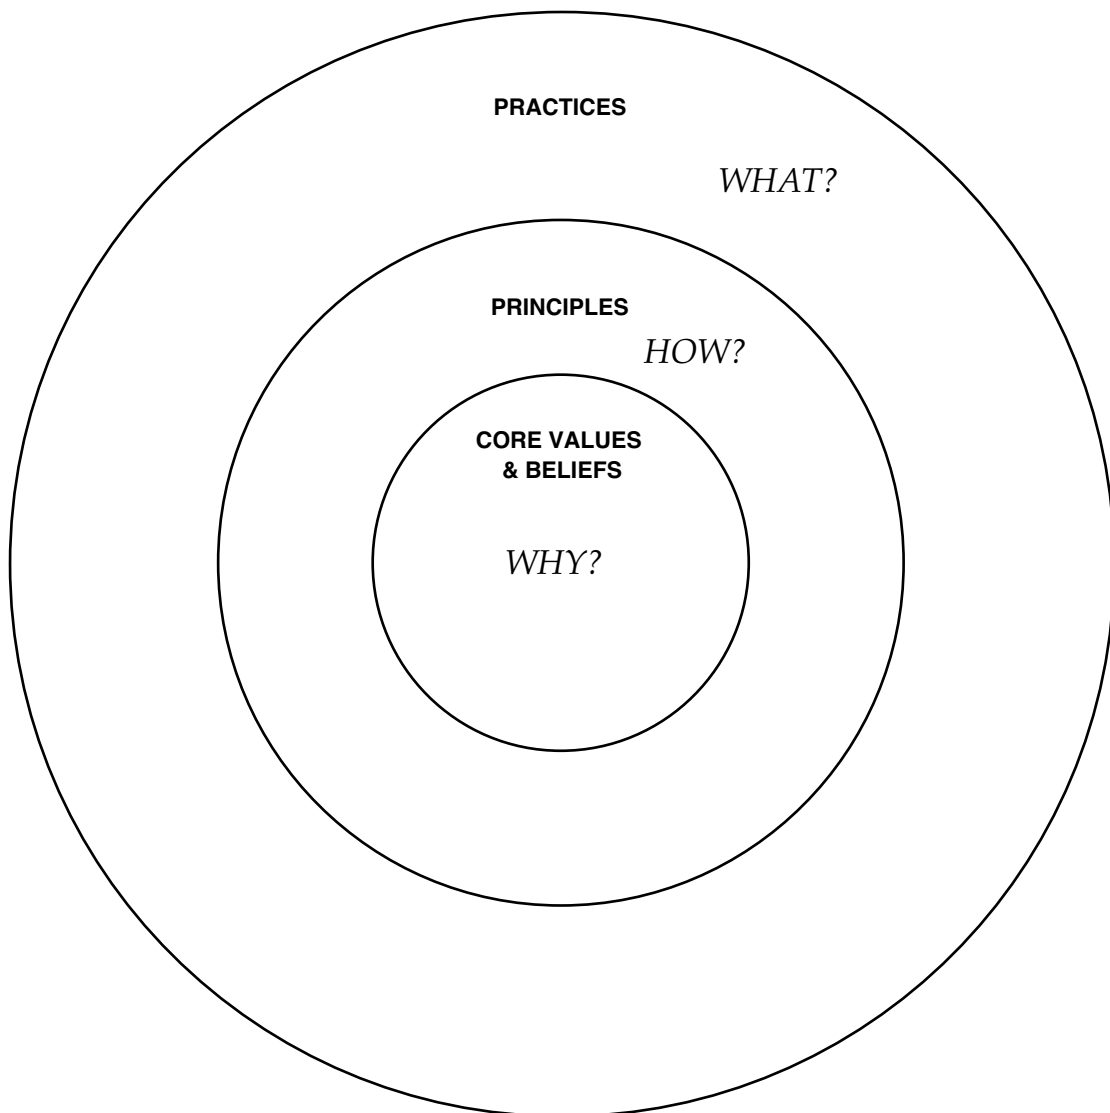 PRACTICES
WHAT?
PRINCIPLES
HOW?
CORE VALUES
& BELIEFS
WHY?